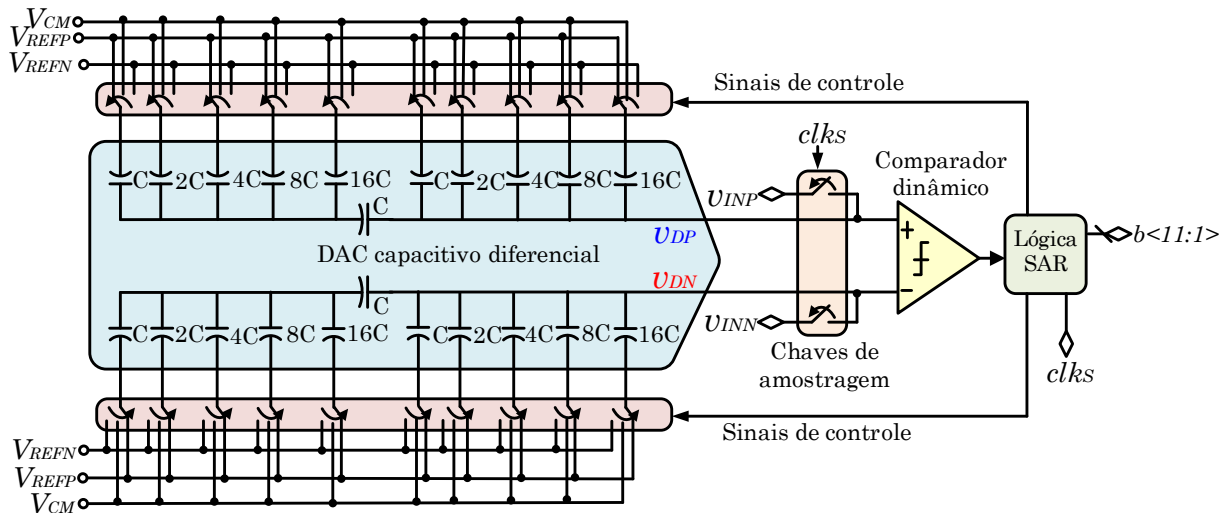 VCM
VREFP
VREFN
Sinais de controle
clks
Comparador
dinâmico
C 2C 4C 8C 16C C 2C 4C 8C 16C
vINP
C
vDP
DAC capacitivo diferencial
Lógica
SAR
b<11:1>
vDN
C
vINN
C 2C 4C 8C 16C C 2C 4C 8C 16C
Chaves de
amostragem
clks
Sinais de controle
VREFN
VREFP
VCM